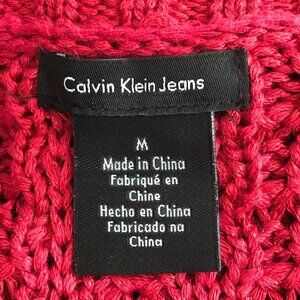 Calvin Klein Jeans
M
Made in China
Fabriqué en
Chine
Hecho en China
Fabricado na
China